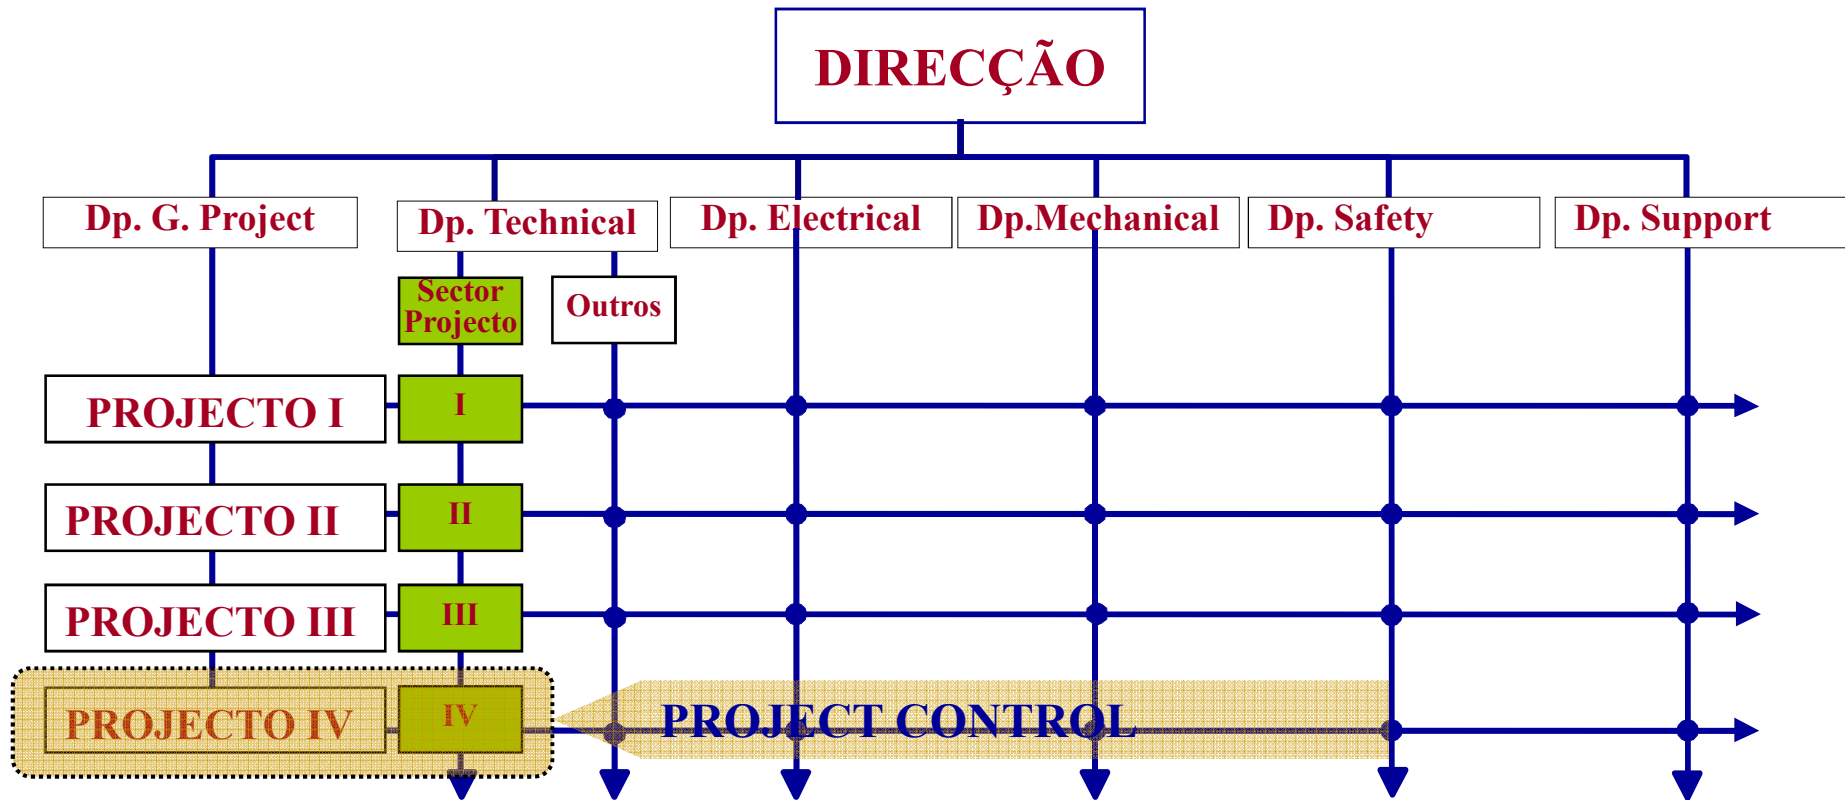 DIRECÇÃO
Dp. G. Project
Dp. Technical
Dp. Electrical
Dp.Mechanical
Dp. Safety
Dp. Support
Sector
Projecto
Outros
PROJECTO I
I
PROJECTO II
II
PROJECTO III
III
PROJECTO IV
IV
PROJECT CONTROL